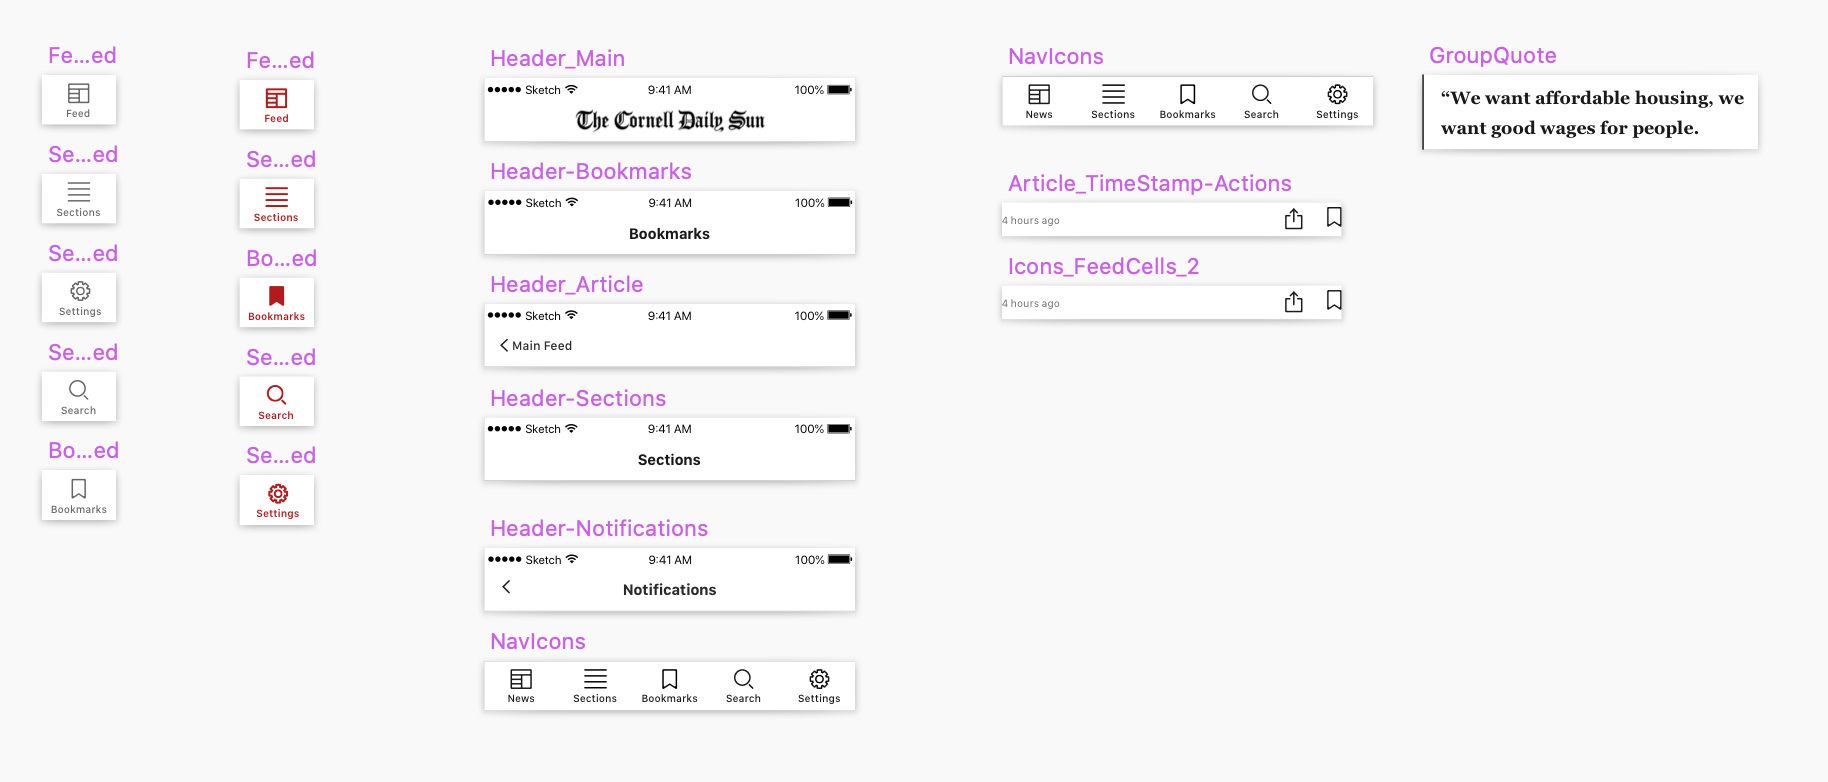 Fe...ed
Feed
Se...ed
Sections
Se...ed
Settings
Se...ed
Search
Bo...ed
Bookmarks
Fe...ed
Feed
Se...ed
Sections
Bo...ed
Bookmarks
Se...ed
Search
Se...ed
Settings
Header_Main
Sketch 9:41 AM 100%
The Cornell Daily Sun
Header-Bookmarks
Sketch 9:41 AM 100%
Bookmarks
Header_Article
Sketch 9:41 AM 100%
Main Feed
Header-Sections
Sketch 9:41 AM 100%
Sections
Header-Notifications
Sketch 9:41 AM 100%
Notifications
NavIcons
News Sections Bookmarks Search Settings
NavIcons
News Sections Bookmarks Search Settings
Article_TimeStamp-Actions
4 hours ago
Icons_FeedCells_2
4 hours ago
GroupQuote
“We want affordable housing, we
want good wages for people.